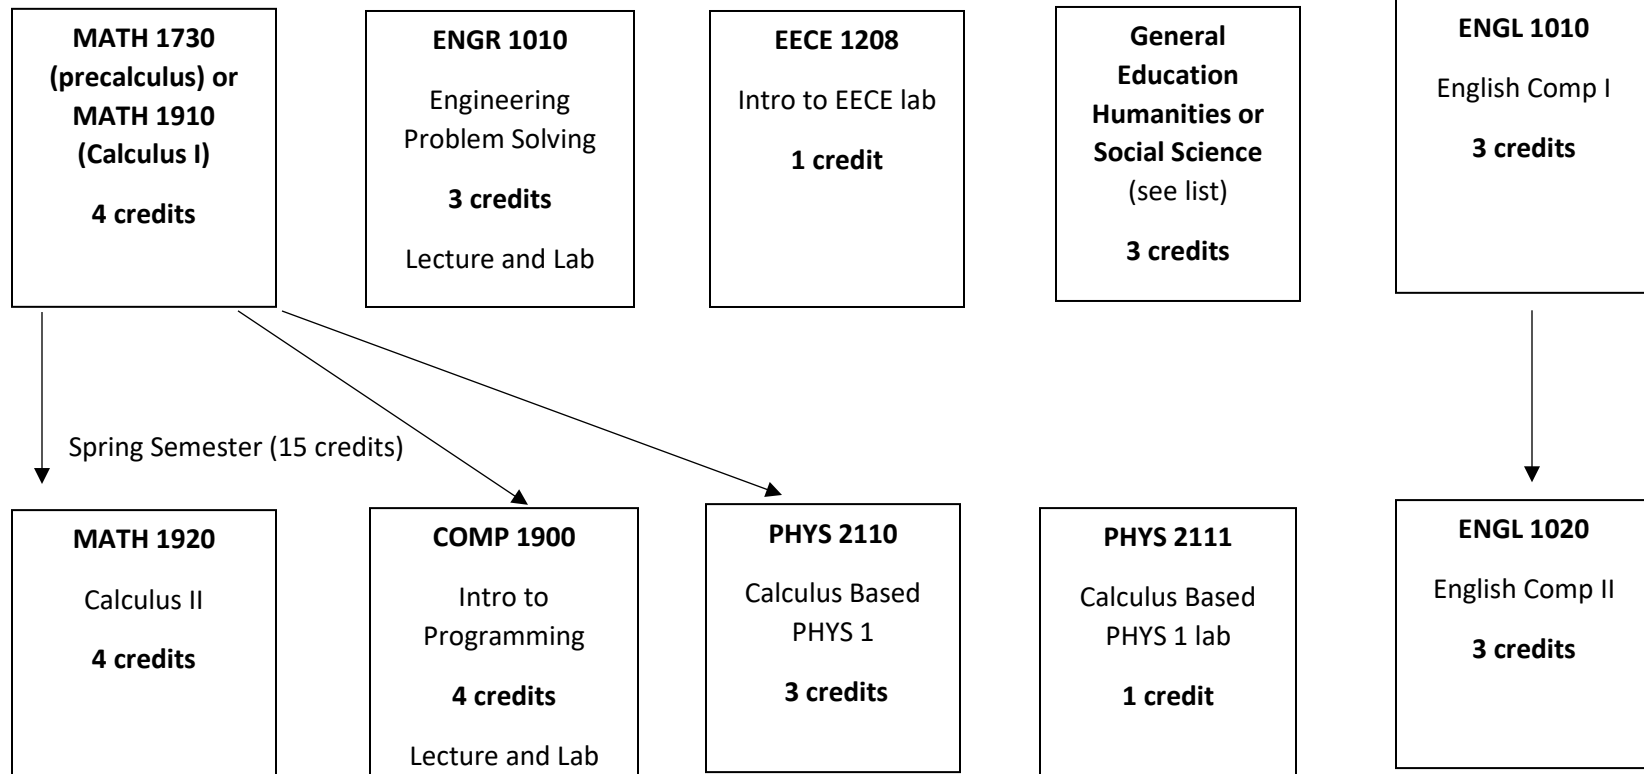 MATH 1730
(precalculus) or
MATH 1910
(Calculus I)
4 credits
ENGR 1010
Engineering
Problem Solving
3 credits
Lecture and Lab
EECE 1208
Intro to EECE lab
1 credit
General
Education
Humanities or
Social Science
(see list)
3 credits
ENGL 1010
English Comp I
3 credits
Spring Semester (15 credits)
MATH 1920
Calculus II
4 credits
COMP 1900
Intro to
Programming
4 credits
Lecture and Lab
PHYS 2110
Calculus Based
PHYS 1
3 credits
PHYS 2111
Calculus Based
PHYS 1 lab
1 credit
ENGL 1020
English Comp II
3 credits